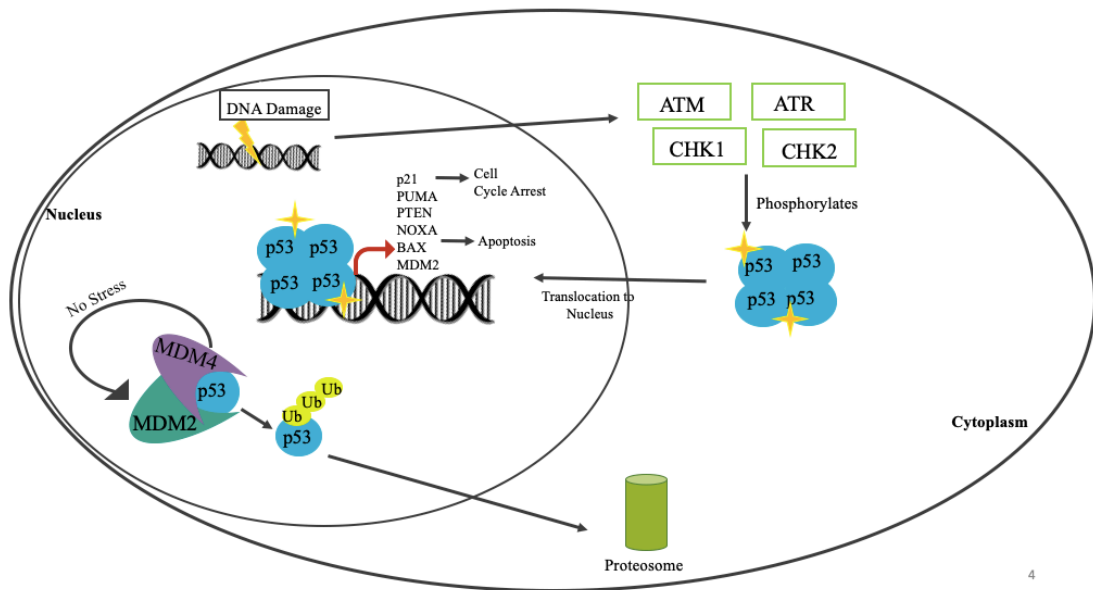 DNA Damage
ATM
ATR
CHK1
CHK2
Phosphorylates
p53
p53
p53
p53
Translocation to
Nucleus
Nucleus
p21
PUMA
PTEN
NOXA
BAX
MDM2
Cell
Cycle Arrest
Apoptosis
p53
p53
p53
p53
No Stress
MDM4
p53
MDM2
Ub
Ub
Ub
p53
Cytoplasm
Proteosome
4